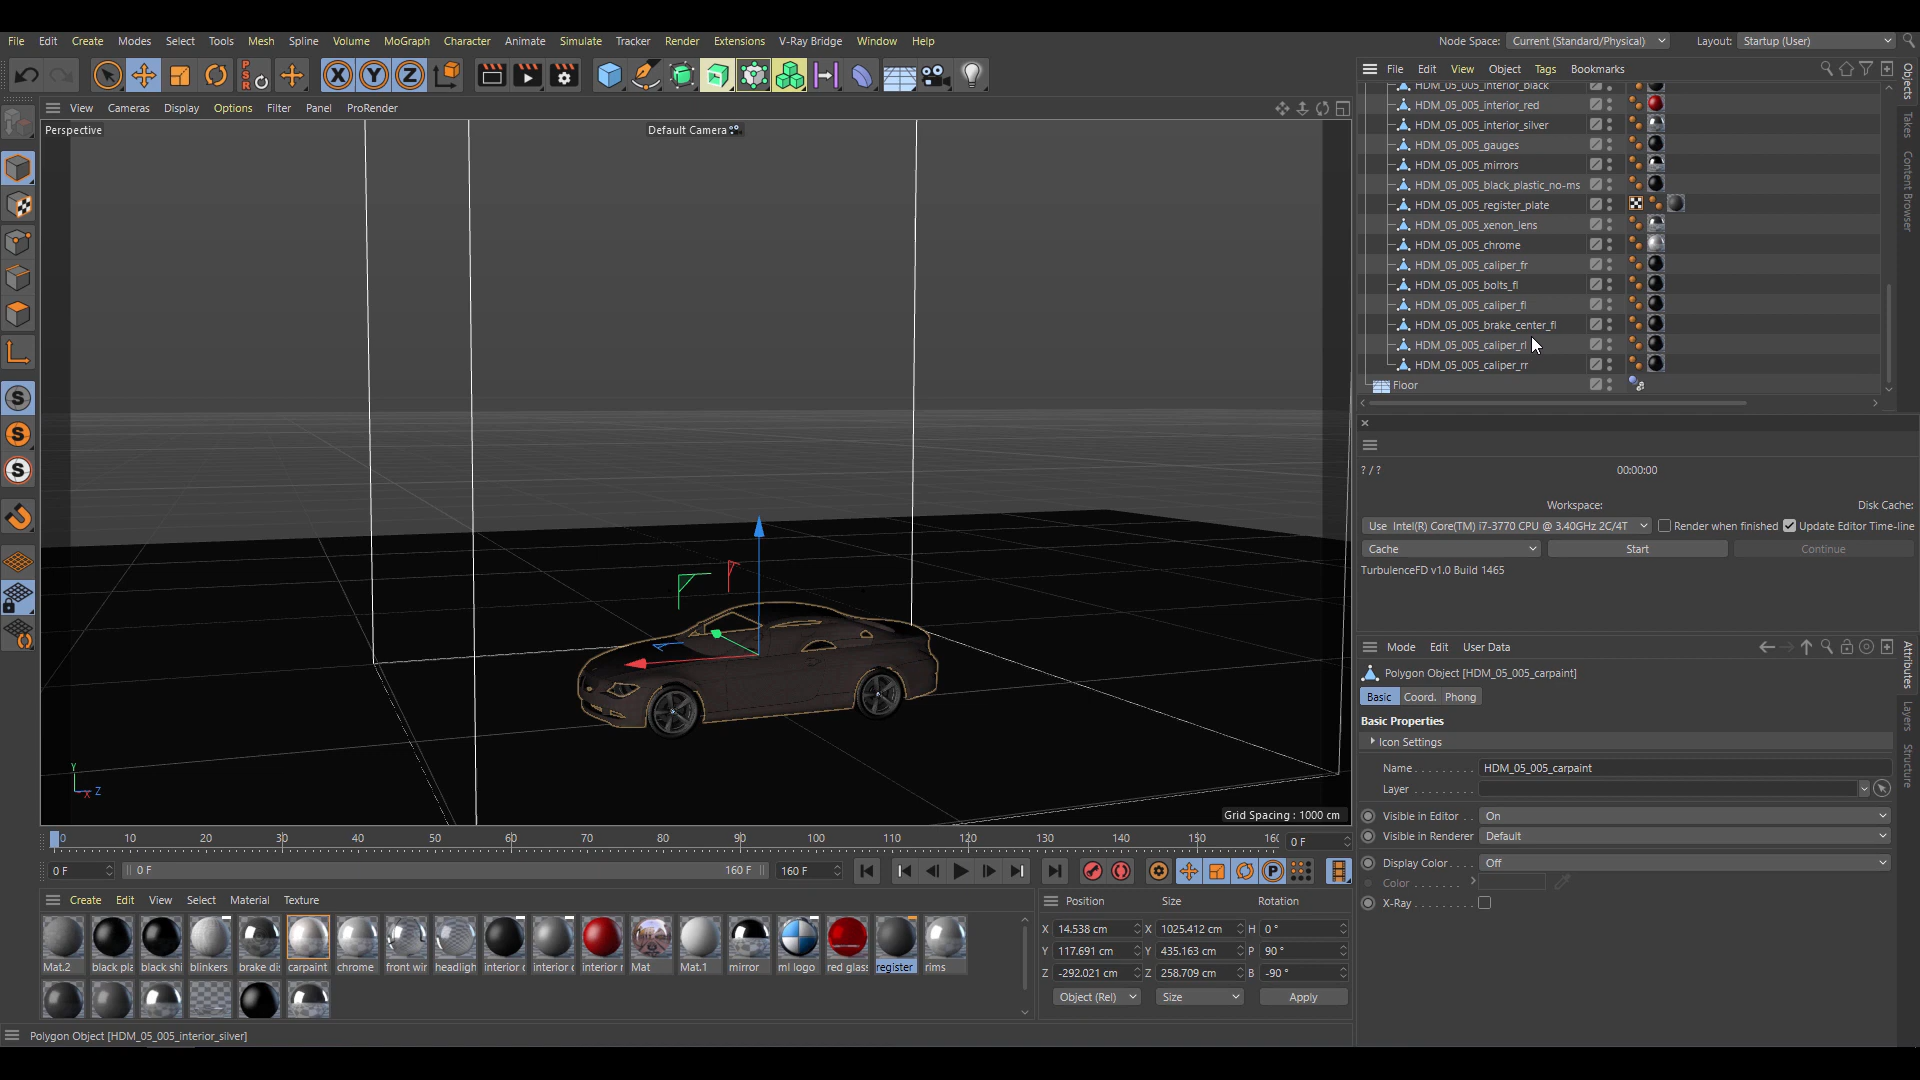 File Edit Create Modes Select Tools Mesh Spline Volume MoGraph Character Animate Simulate Tracker Render Extensions V-Ray Bridge Window Help Node Space: Current (Standard/Physical) Layout: Startup (User)
PSR X Y Z
View Cameras Display Options Filter Panel ProRender
File Edit View Object Tags Bookmarks
Perspective
Default Camera
HDM_05_005_interior_black
HDM_05_005_interior_red
HDM_05_005_interior_silver
HDM_05_005_gauges
HDM_05_005_mirrors
HDM_05_005_black_plastic_no-ms
HDM_05_005_register_plate
HDM_05_005_xenon_lens
HDM_05_005_chrome
HDM_05_005_caliper_fr
HDM_05_005_bolts_fl
HDM_05_005_caliper_fl
HDM_05_005_brake_center_fl
HDM_05_005_caliper_rl
HDM_05_005_caliper_rr
Floor
Objects
Takes
Content Browser
? / ? 00:00:00
Workspace: Disk Cache:
Use Intel(R) Core(TM) i7-3770 CPU @ 3.40GHz 2C/4T Render when finished Update Editor Time-line
Cache Start Continue
TurbulenceFD v1.0 Build 1465
Mode Edit User Data
Polygon Object [HDM_05_005_carpaint]
Basic Coord. Phong
Basic Properties
Icon Settings
Name HDM_05_005_carpaint
Layer
Visible in Editor On
Visible in Renderer Default
Display Color Off
Color
X-Ray
Attributes
Layers
Structure
Y
X Z
Grid Spacing : 1000 cm
0 10 20 30 40 50 60 70 80 90 100 110 120 130 140 150 0 F
0 F 0 F 160 F 160 F
Create Edit View Select Material Texture
Mat.2 black pla black shi blinkers brake di carpaint chrome front wir headligh interior interior interior r Mat Mat.1 mirror ml logo red glas register rims
Position Size Rotation
X 14.538 cm X 1025.412 cm H 0 °
Y 117.691 cm Y 435.163 cm P 90 °
Z -292.021 cm Z 258.709 cm B -90 °
Object (Rel) Size Apply
Polygon Object [HDM_05_005_interior_silver]